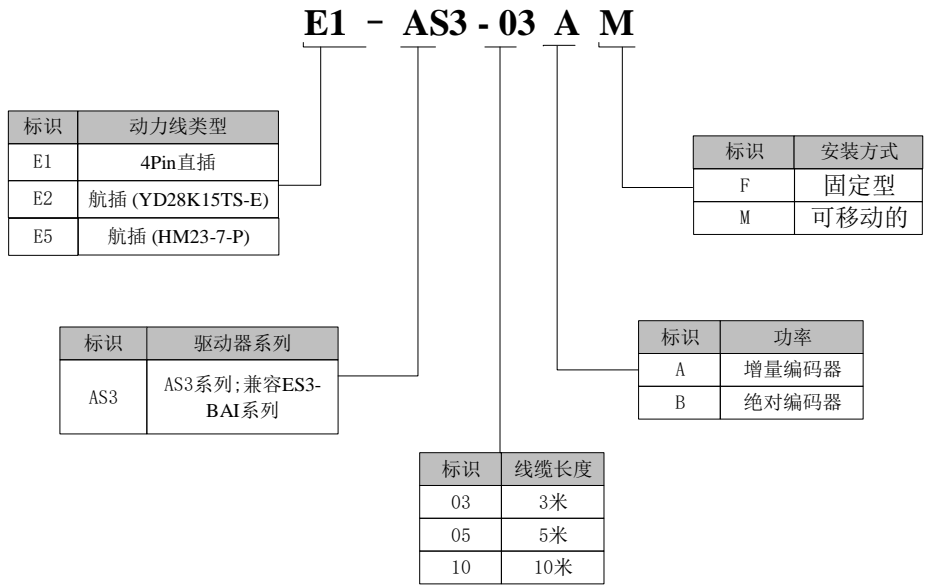 E1 - AS3 - 03 A M
标识 动力线类型
E1 4Pin直插
E2 航插 (YD28K15TS-E)
E5 航插 (HM23-7-P)
标识 安装方式
F 固定型
M 可移动的
标识 驱动器系列
AS3 AS3系列;兼容ES3-
BAI系列
标识 功率
A 增量编码器
B 绝对编码器
标识 线缆长度
03 3米
05 5米
10 10米